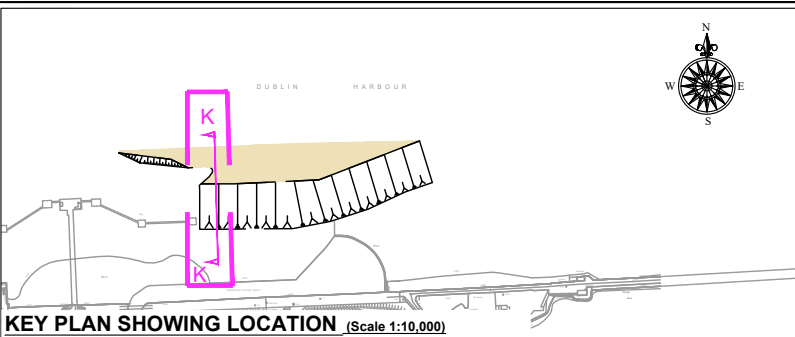 N
W E
S
DUBLIN HARBOUR
K
K
KEY PLAN SHOWING LOCATION (Scale 1:10,000)